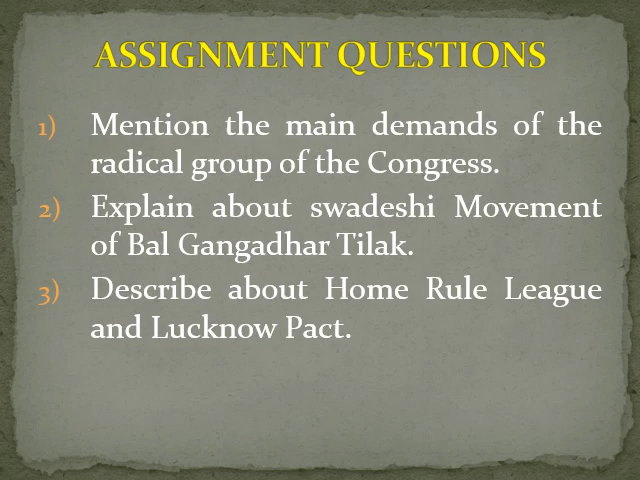 ASSIGNMENT QUESTIONS
1) Mention the main demands of the
radical group of the Congress.
2) Explain about swadeshi Movement
of Bal Gangadhar Tilak.
3) Describe about Home Rule League
and Lucknow Pact.